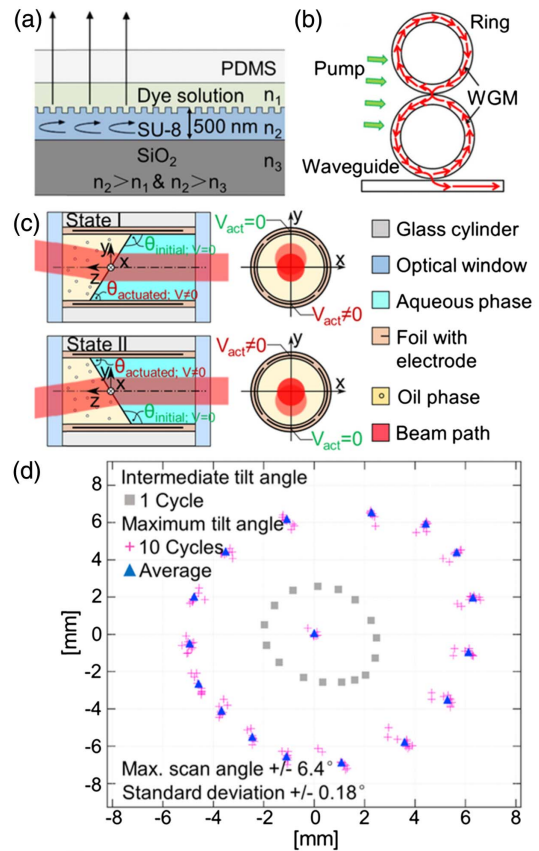 (a)
PDMS
Dye solution n₁
SU-8 500 nm n₂
SiO₂
n₃
n₂>n₁ & n₂>n₃
(b)
Ring
Pump
WGM
Waveguide
(c)
State I
θinitial; V=0
y
x
z
θactuated; V≠0
Vact=0
y
x
Vact≠0
State II
θactuated; V≠0
y
x
z
θinitial; V=0
Vact≠0
y
x
Vact=0
Glass cylinder
Optical window
Aqueous phase
Foil with
electrode
Oil phase
Beam path
(d)
Intermediate tilt angle
1 Cycle
Maximum tilt angle
10 Cycles
Average
Max. scan angle +/- 6.4°
Standard deviation +/- 0.18°
8
6
4
2
0
-2
-4
-6
-8
[mm]
-8 -6 -4 -2 0 2 4 6 8
[mm]